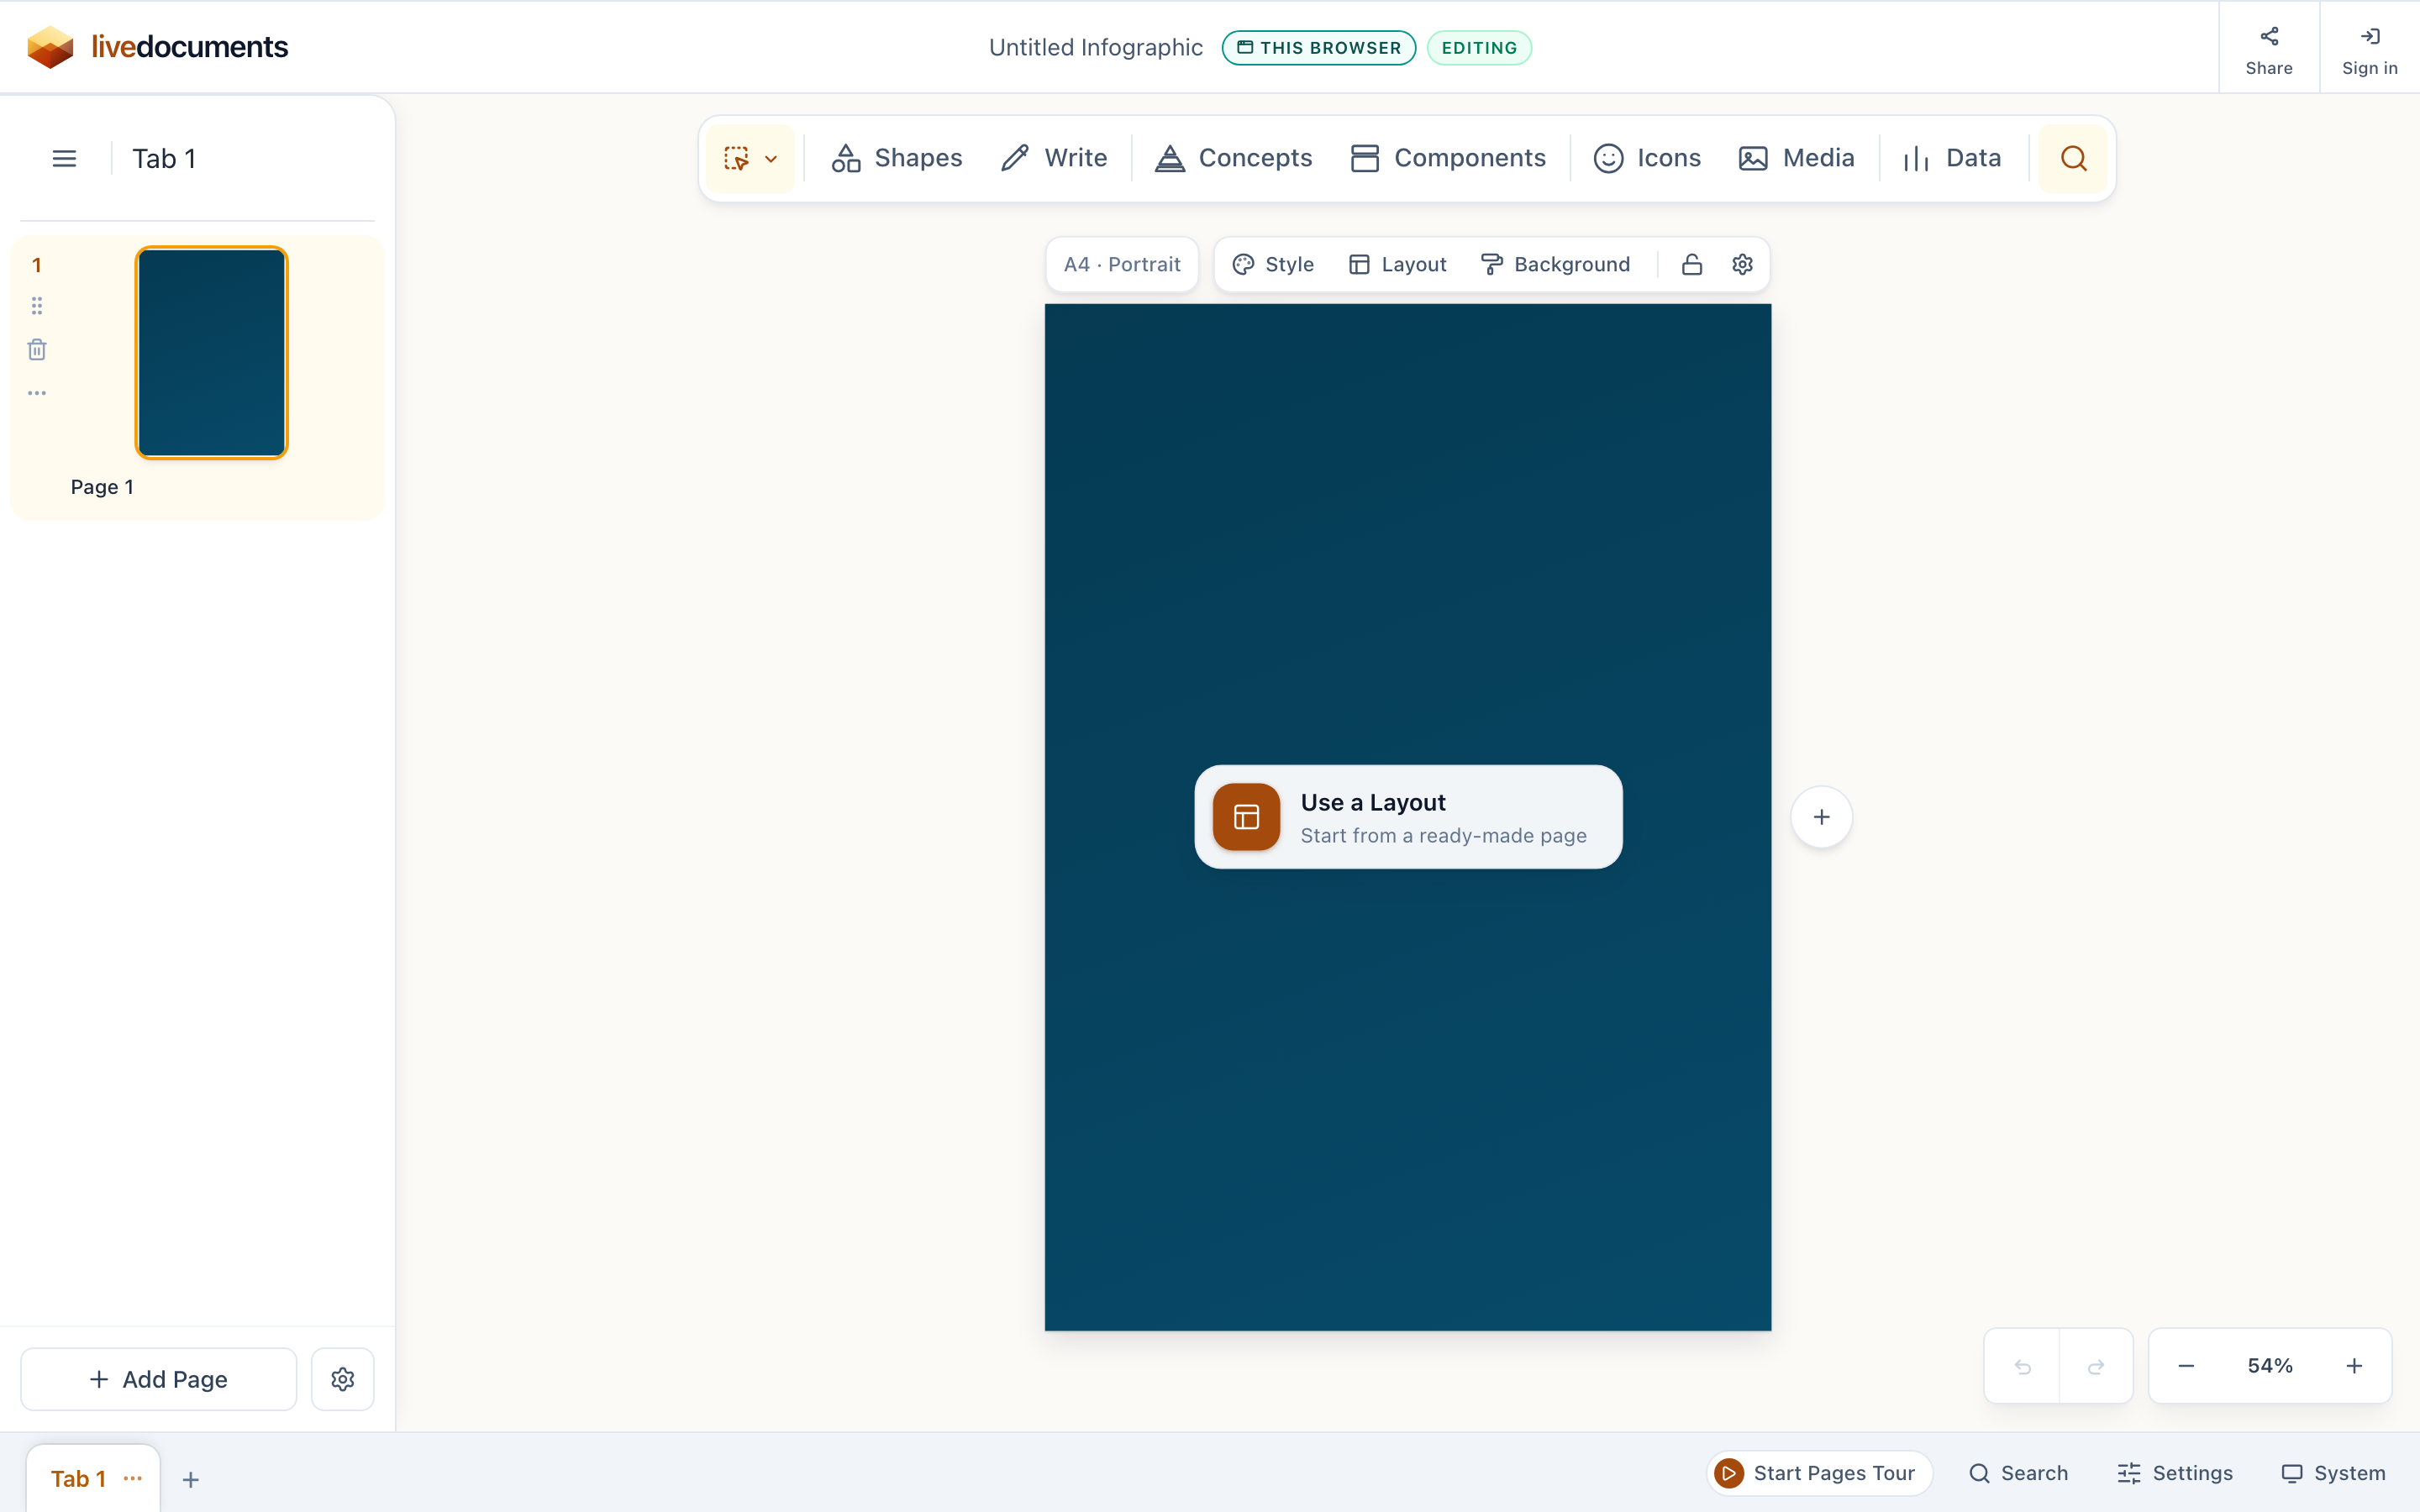 livedocuments
Untitled Infographic
THIS BROWSER
EDITING
Share
Sign in
Tab 1
Shapes
Write
Concepts
Components
Icons
Media
Data
1
Page 1
A4 · Portrait
Style
Layout
Background
Use a Layout
Start from a ready-made page
Add Page
54%
Tab 1
Start Pages Tour
Search
Settings
System